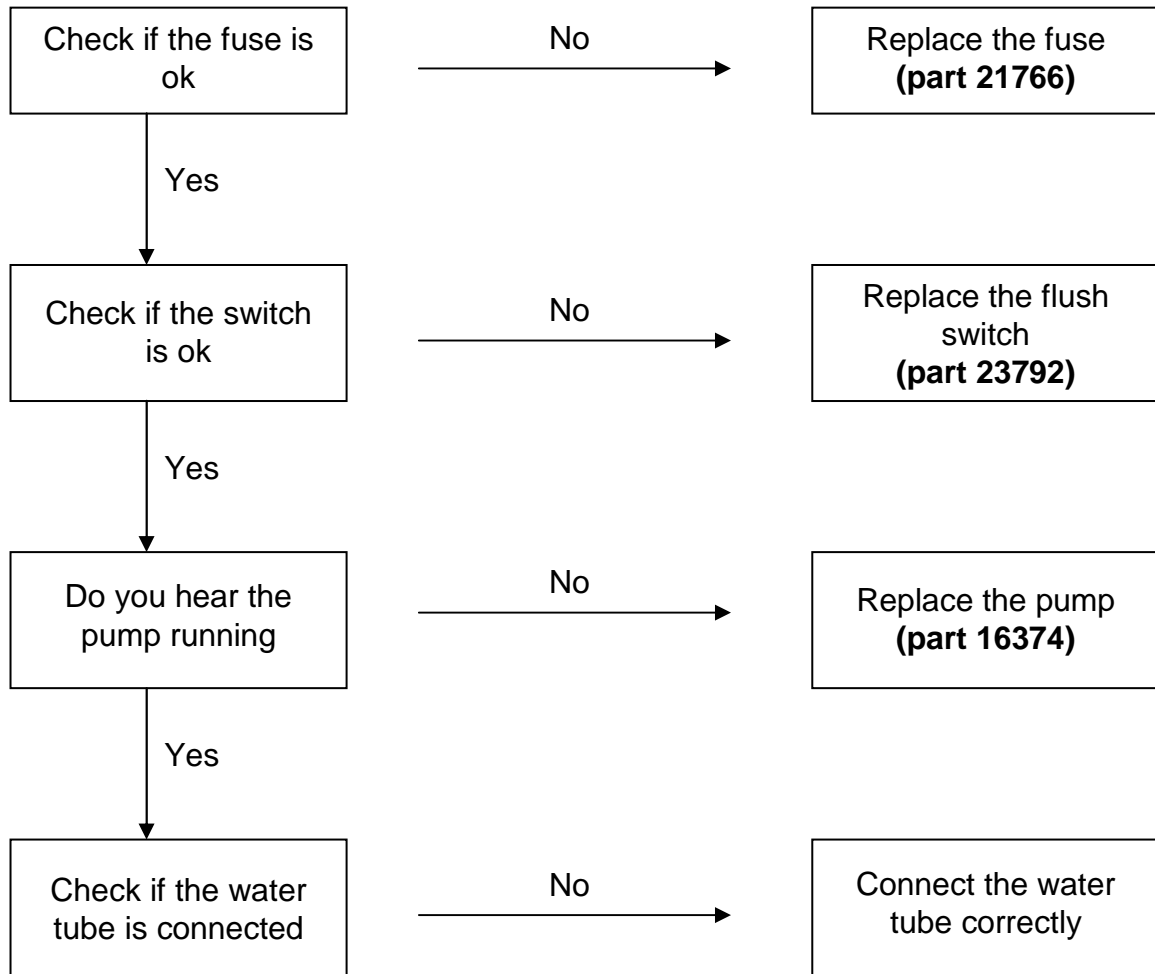 Check if the fuse is
ok
No
Replace the fuse
(part 21766)
Yes
Check if the switch
is ok
No
Replace the flush
switch
(part 23792)
Yes
Do you hear the
pump running
No
Replace the pump
(part 16374)
Yes
Check if the water
tube is connected
No
Connect the water
tube correctly